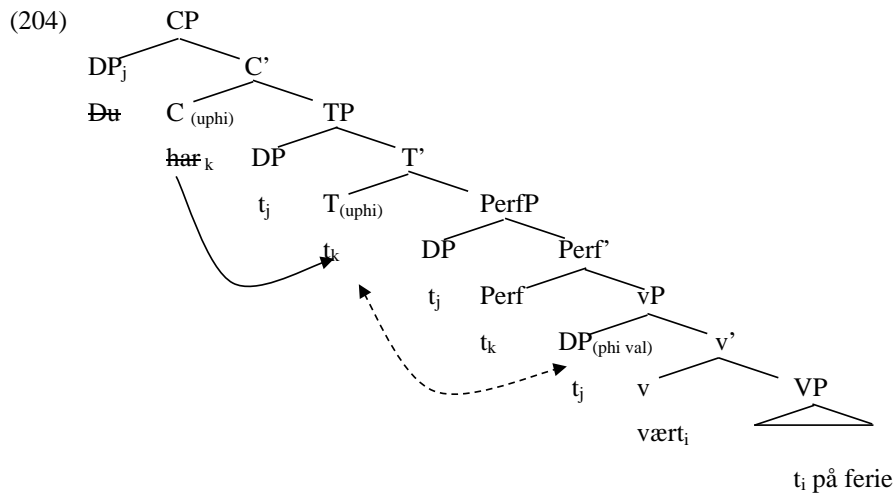 (204) CP
DPj C’
Du C (uphi) TP
har k DP T’
tj T(uphi) PerfP
tk DP Perf’
tj Perf vP
tk DP(phi val) v’
tj v VP
værti
ti på ferie